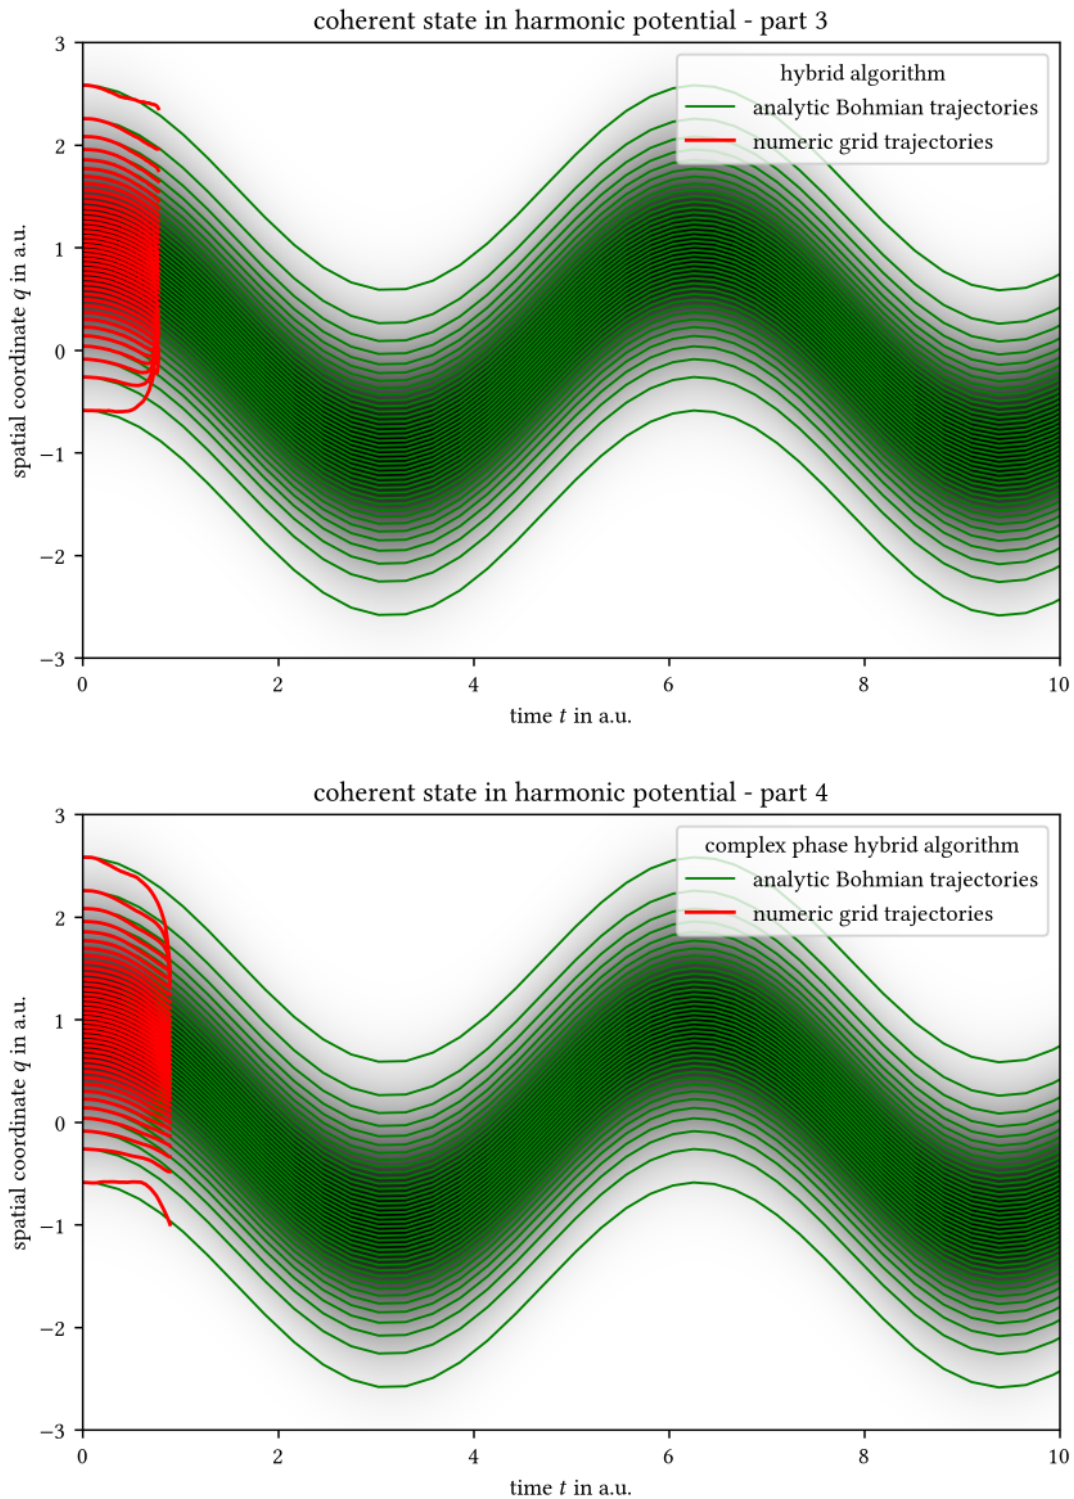 coherent state in harmonic potential - part 3
hybrid algorithm
analytic Bohmian trajectories
numeric grid trajectories
spatial coordinate q in a.u.
3
2
1
0
−1
−2
−3
0 2 4 6 8 10
time t in a.u.
coherent state in harmonic potential - part 4
complex phase hybrid algorithm
analytic Bohmian trajectories
numeric grid trajectories
spatial coordinate q in a.u.
3
2
1
0
−1
−2
−3
0 2 4 6 8 10
time t in a.u.